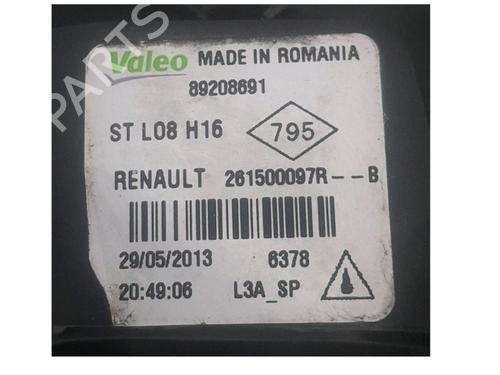 PARTS
Valeo MADE IN ROMANIA
89208691
ST L08 H16 795
RENAULT 261500097R--B
29/05/2013 6378
20:49:06 L3A_SP